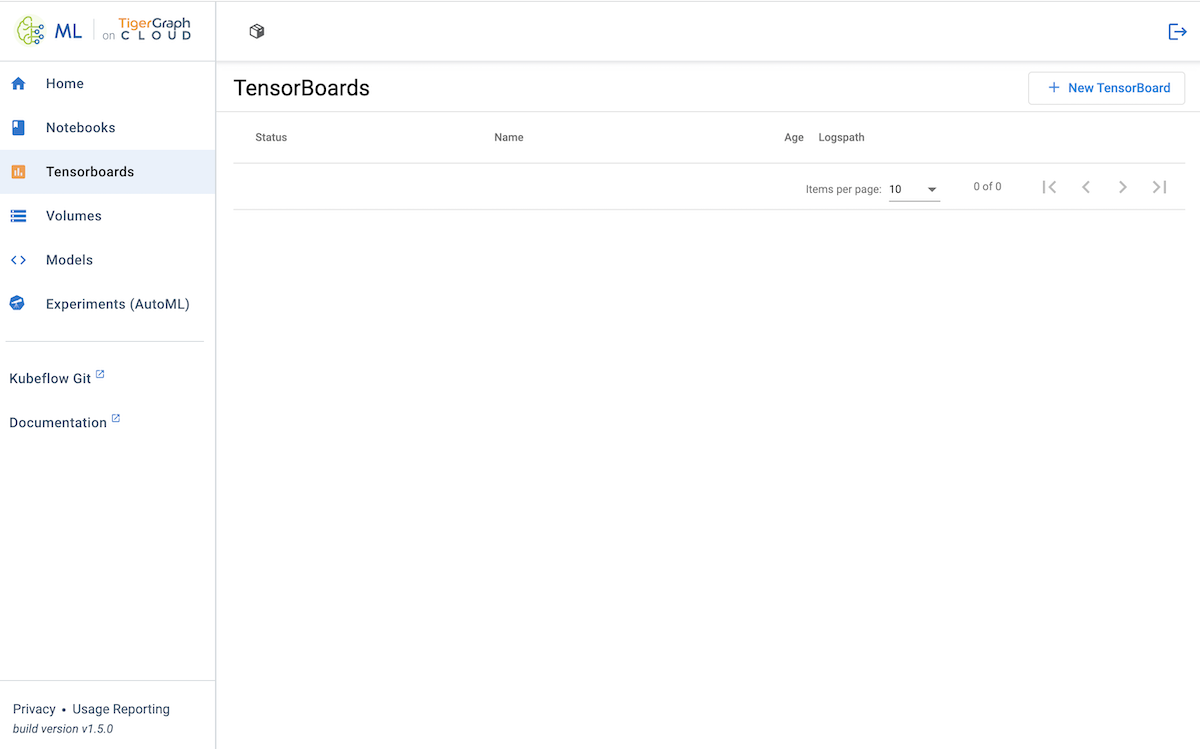 ML on TigerGraph CLOUD
Home
Notebooks
Tensorboards
Volumes
Models
Experiments (AutoML)
Kubeflow Git
Documentation
Privacy • Usage Reporting
build version v1.5.0
TensorBoards
New TensorBoard
Status Name Age Logspath
Items per page: 10 0 of 0